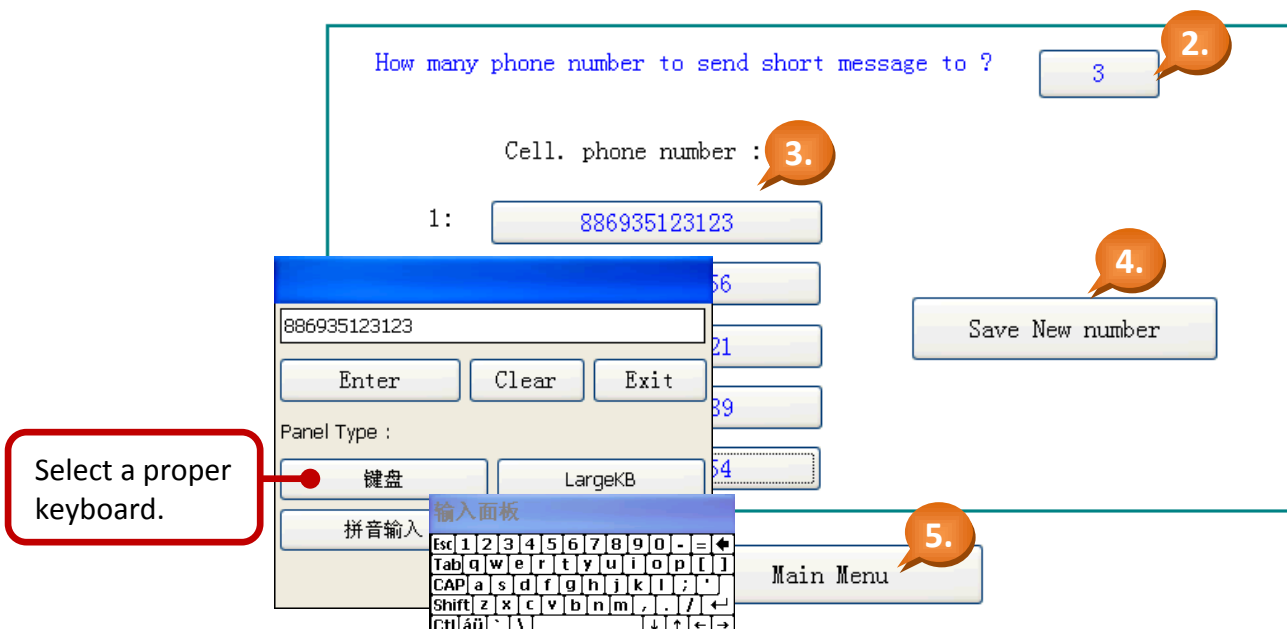 How many phone number to send short message to ?
3
2.
Cell. phone number :
3.
1:
886935123123
56
21
89
54
4.
Save New number
886935123123
Enter
Clear
Exit
Panel Type :
键盘
LargeKB
拼音输入
Select a proper
keyboard.
输入面板
Esc 1 2 3 4 5 6 7 8 9 0 - =
Tab q w e r t y u i o p [ ]
CAP a s d f g h j k l ; '
Shift z x c v b n m , . /
Ctl áü ` \ ↓ ↑ ← →
5.
Main Menu